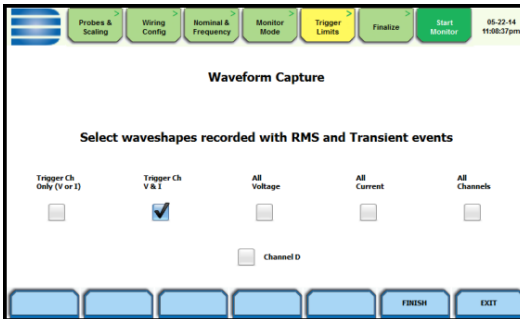 > > > > > > >
Probes & Scaling Wiring Config Nominal & Frequency Monitor Mode Trigger Limits Finalize Start Monitor 05-22-14 11:08:37pm
Waveform Capture
Select waveshapes recorded with RMS and Transient events
Trigger Ch Trigger Ch All All All
Only (V or I) V & I Voltage Current Channels
Channel D
FINISH EXIT